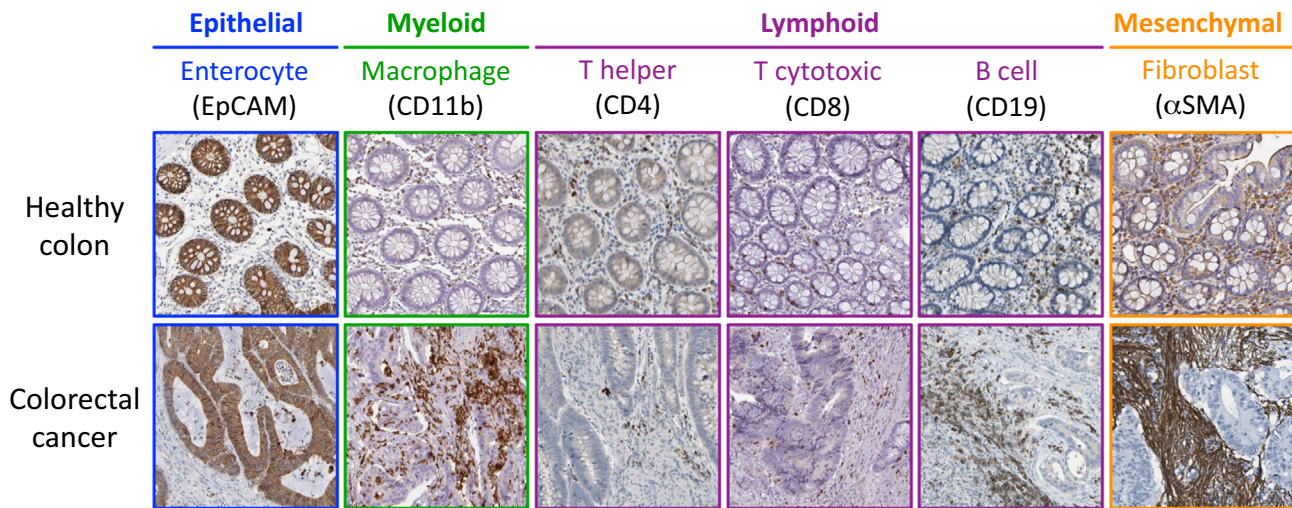 Epithelial Myeloid Lymphoid Mesenchymal
Enterocyte Macrophage T helper T cytotoxic B cell Fibroblast
(EpCAM) (CD11b) (CD4) (CD8) (CD19) (αSMA)
Healthy
colon
Colorectal
cancer